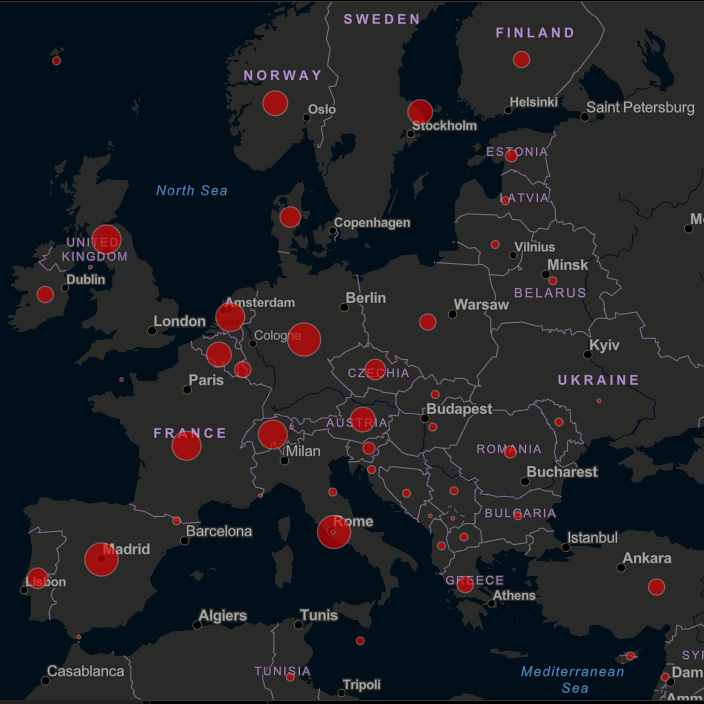 SWEDEN
FINLAND
NORWAY
Oslo
Helsinki
Saint Petersburg
Stockholm
ESTONIA
North Sea
LATVIA
Copenhagen
UNITED
KINGDOM
Vilnius
Minsk
Dublin
BELARUS
Amsterdam
Berlin
Warsaw
London
Cologne
Kyiv
Paris
CZECHIA
UKRAINE
Budapest
FRANCE
AUSTRIA
Milan
ROMANIA
Bucharest
Rome
BULGARIA
Barcelona
Istanbul
Madrid
Ankara
Lisbon
GREECE
Athens
Algiers
Tunis
Casablanca
TUNISIA
Mediterranean
Sea
SY
Dam
Tripoli
Amm